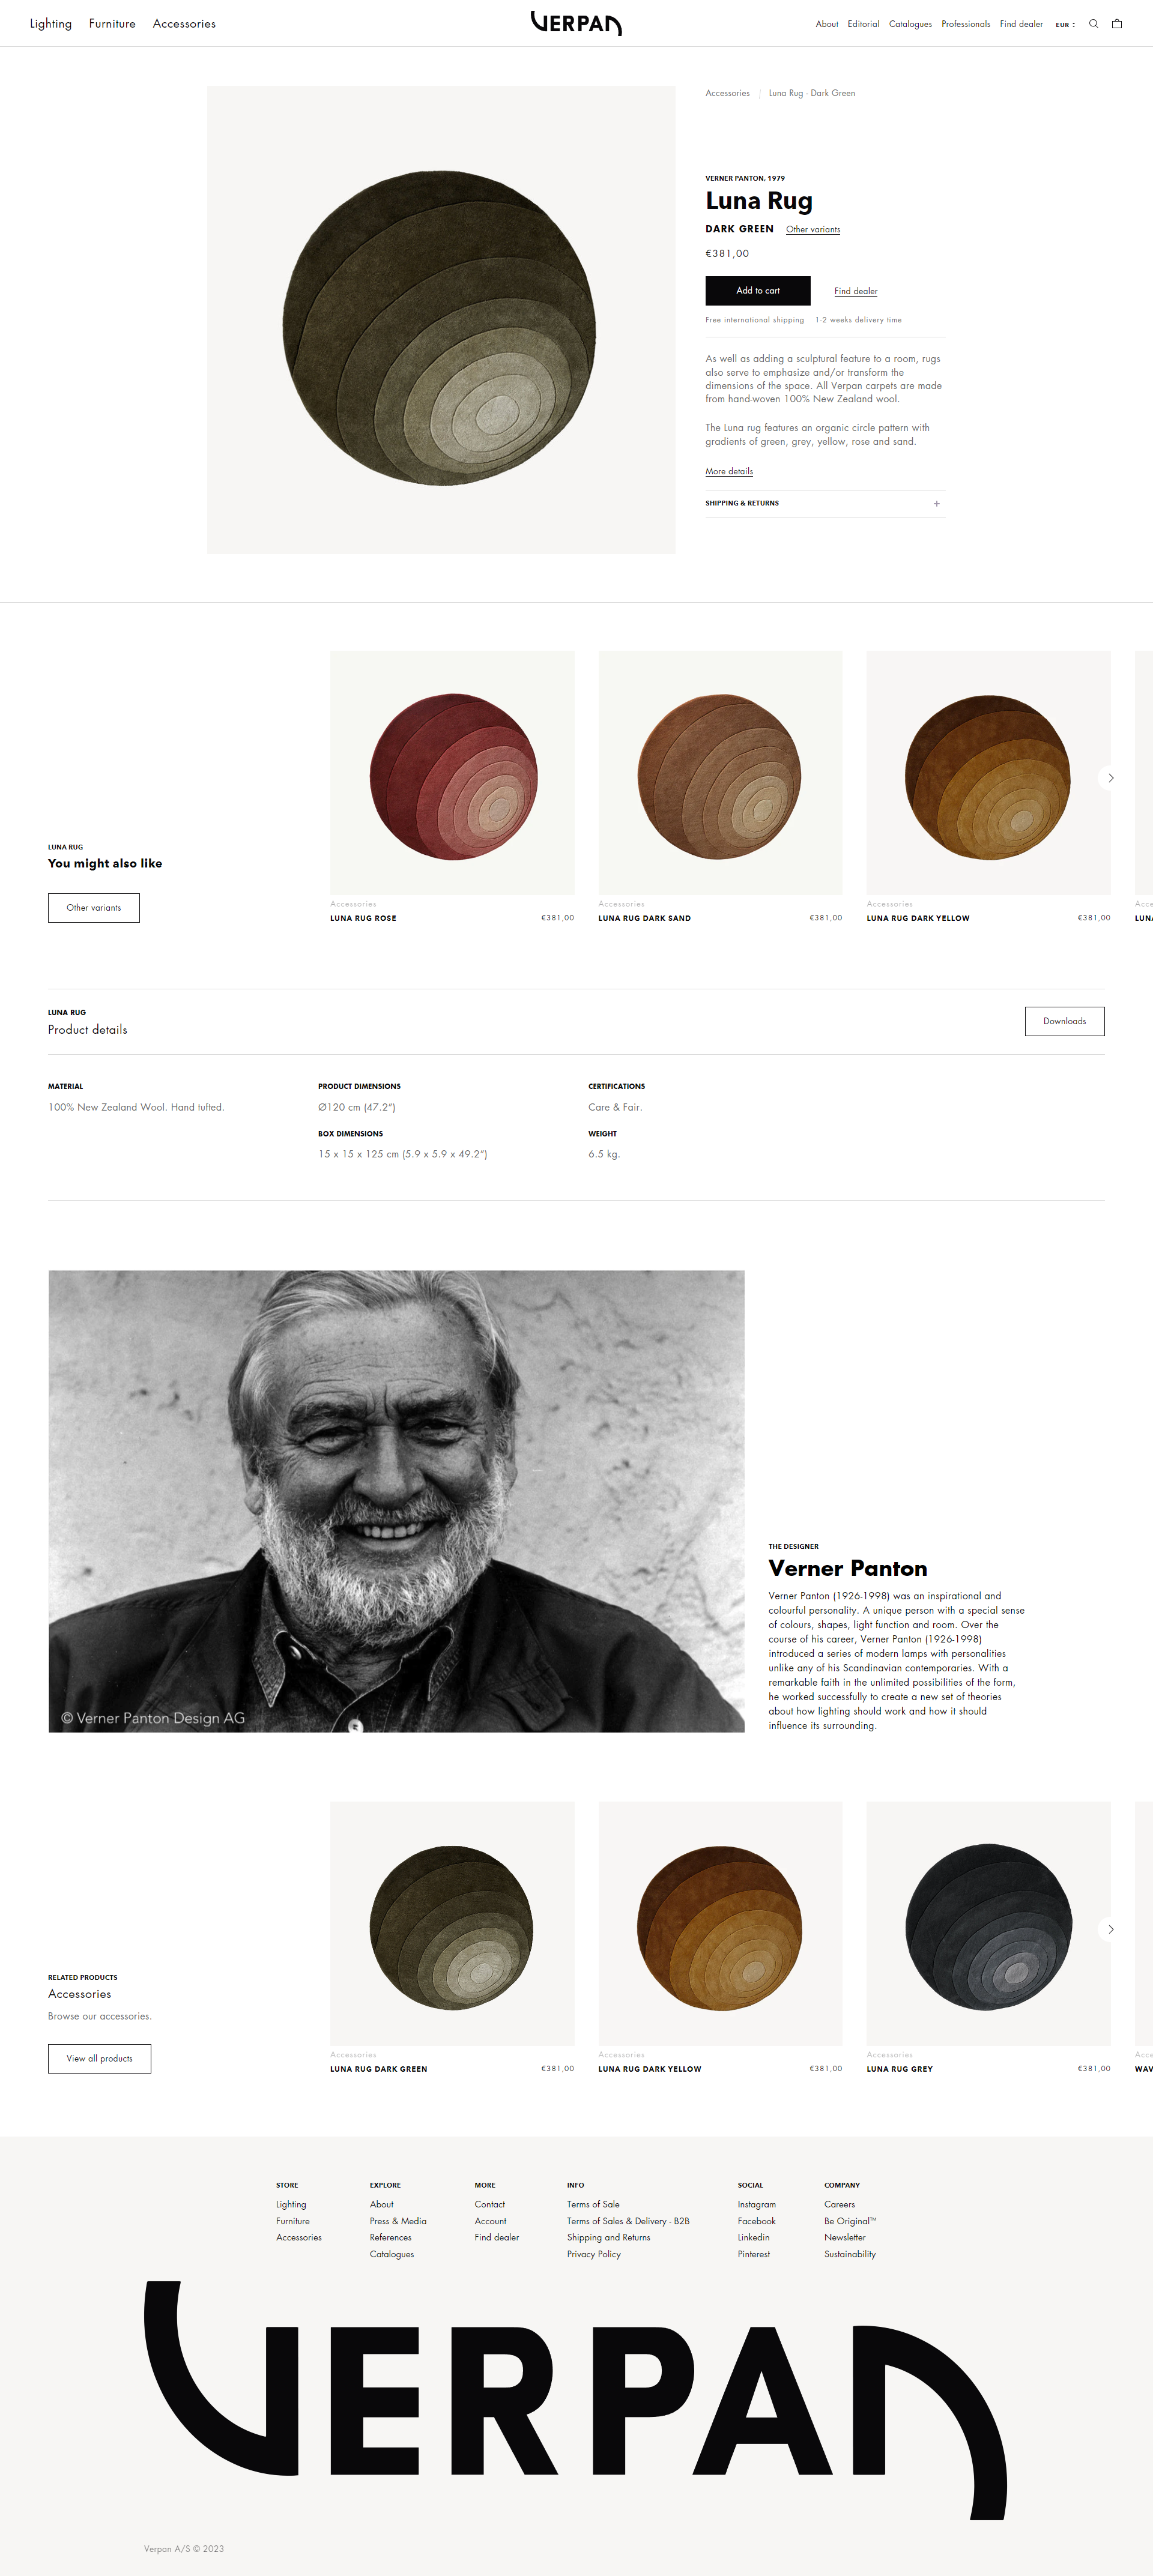 Lighting Furniture Accessories
VERPAN
About Editorial Catalogues Professionals Find dealer EUR
Accessories / Luna Rug - Dark Green
VERNER PANTON, 1979
Luna Rug
DARK GREEN Other variants
€381,00
Add to cart Find dealer
Free international shipping 1-2 weeks delivery time
As well as adding a sculptural feature to a room, rugs
also serve to emphasize and/or transform the
dimensions of the space. All Verpan carpets are made
from hand-woven 100% New Zealand wool.
The Luna rug features an organic circle pattern with
gradients of green, grey, yellow, rose and sand.
More details
SHIPPING & RETURNS +
LUNA RUG
You might also like
Other variants
Accessories
LUNA RUG ROSE €381,00
Accessories
LUNA RUG DARK SAND €381,00
Accessories
LUNA RUG DARK YELLOW €381,00
Acce
LUN
LUNA RUG
Product details
Downloads
MATERIAL
100% New Zealand Wool. Hand tufted.
PRODUCT DIMENSIONS
Ø120 cm (47.2")
BOX DIMENSIONS
15 x 15 x 125 cm (5.9 x 5.9 x 49.2")
CERTIFICATIONS
Care & Fair.
WEIGHT
6.5 kg.
© Verner Panton Design AG
THE DESIGNER
Verner Panton
Verner Panton (1926-1998) was an inspirational and
colourful personality. A unique person with a special sense
of colours, shapes, light function and room. Over the
course of his career, Verner Panton (1926-1998)
introduced a series of modern lamps with personalities
unlike any of his Scandinavian contemporaries. With a
remarkable faith in the unlimited possibilities of the form,
he worked successfully to create a new set of theories
about how lighting should work and how it should
influence its surrounding.
RELATED PRODUCTS
Accessories
Browse our accessories.
View all products
Accessories
LUNA RUG DARK GREEN €381,00
Accessories
LUNA RUG DARK YELLOW €381,00
Accessories
LUNA RUG GREY €381,00
Acce
WAV
STORE
Lighting
Furniture
Accessories
EXPLORE
About
Press & Media
References
Catalogues
MORE
Contact
Account
Find dealer
INFO
Terms of Sale
Terms of Sales & Delivery - B2B
Shipping and Returns
Privacy Policy
SOCIAL
Instagram
Facebook
Linkedin
Pinterest
COMPANY
Careers
Be Original™
Newsletter
Sustainability
VERPAN
Verpan A/S © 2023